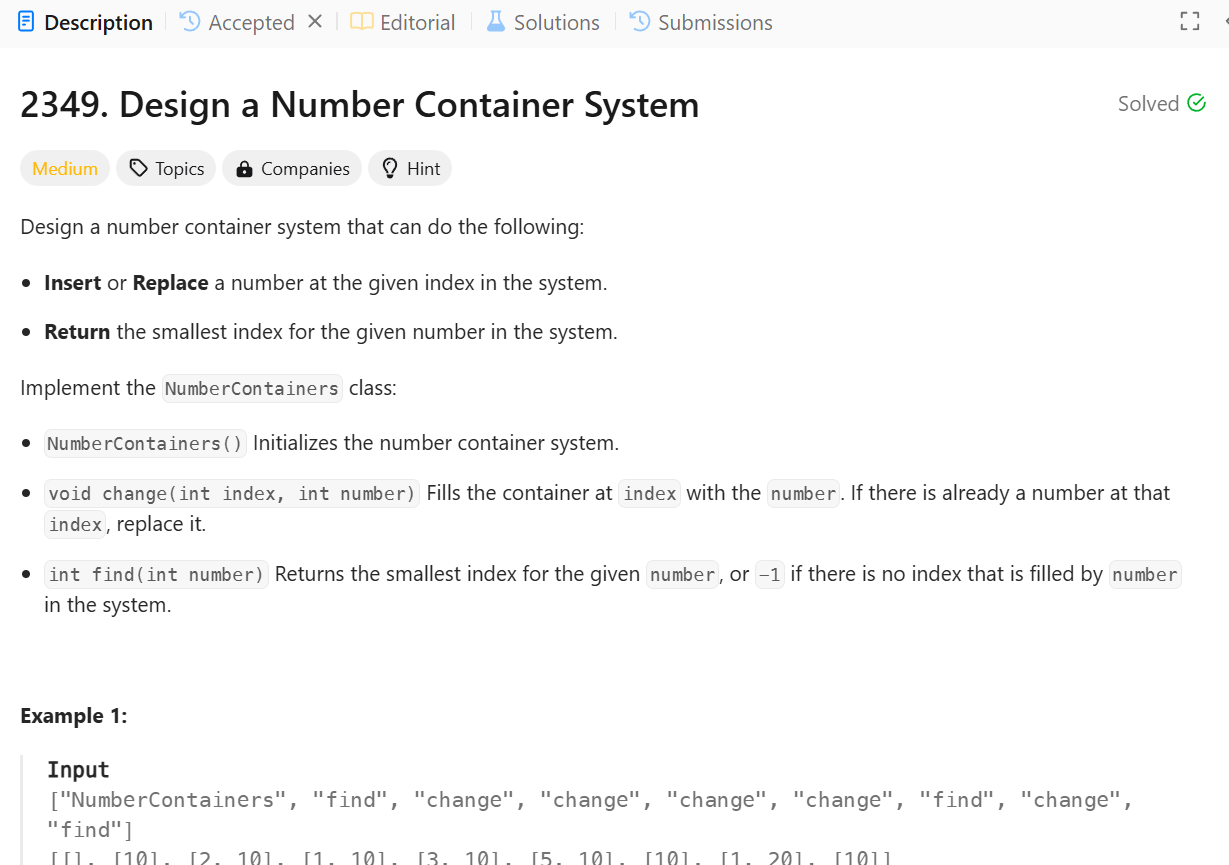 Description Accepted Editorial Solutions Submissions
2349. Design a Number Container System Solved
Medium Topics Companies Hint
Design a number container system that can do the following:
Insert or Replace a number at the given index in the system.
Return the smallest index for the given number in the system.
Implement the NumberContainers class:
NumberContainers() Initializes the number container system.
void change(int index, int number) Fills the container at index with the number. If there is already a number at that
index, replace it.
int find(int number) Returns the smallest index for the given number, or -1 if there is no index that is filled by number
in the system.
Example 1:
Input
["NumberContainers", "find", "change", "change", "change", "change", "find", "change",
"find"]
[[], [10], [2, 10], [1, 10], [3, 10], [5, 10], [10], [1, 20], [10]]